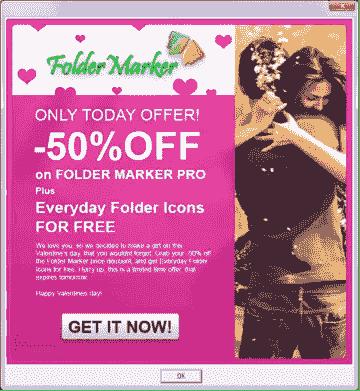 Folder Marker
ONLY TODAY OFFER!
-50%OFF
on FOLDER MARKER PRO
Plus
Everyday Folder Icons
FOR FREE
We love you, so we decided to make a gift on this
Valentine's day, that you wouldn't forget. Grab your -50% off
the Folder Marker price discount, and get Everyday Folder
Icons for free. Hurry up, this is a limited time offer that
expires tomorrow.
Happy Valentines day!
GET IT NOW!
OK